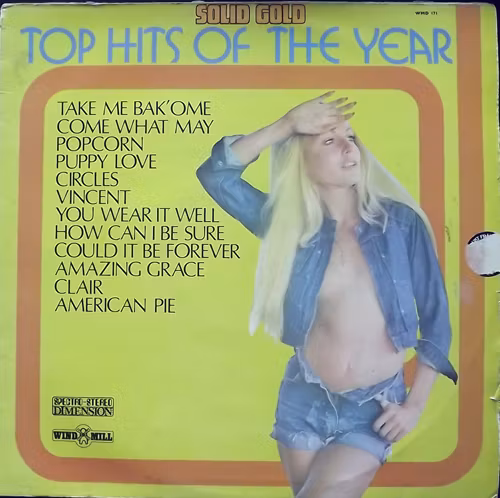 SOLID GOLD
WMD 171
TOP HITS OF THE YEAR
TAKE ME BAK'OME
COME WHAT MAY
POPCORN
PUPPY LOVE
CIRCLES
VINCENT
YOU WEAR IT WELL
HOW CAN I BE SURE
COULD IT BE FOREVER
AMAZING GRACE
CLAIR
AMERICAN PIE
SPECTRO-STEREO
DIMENSION
WIND MILL